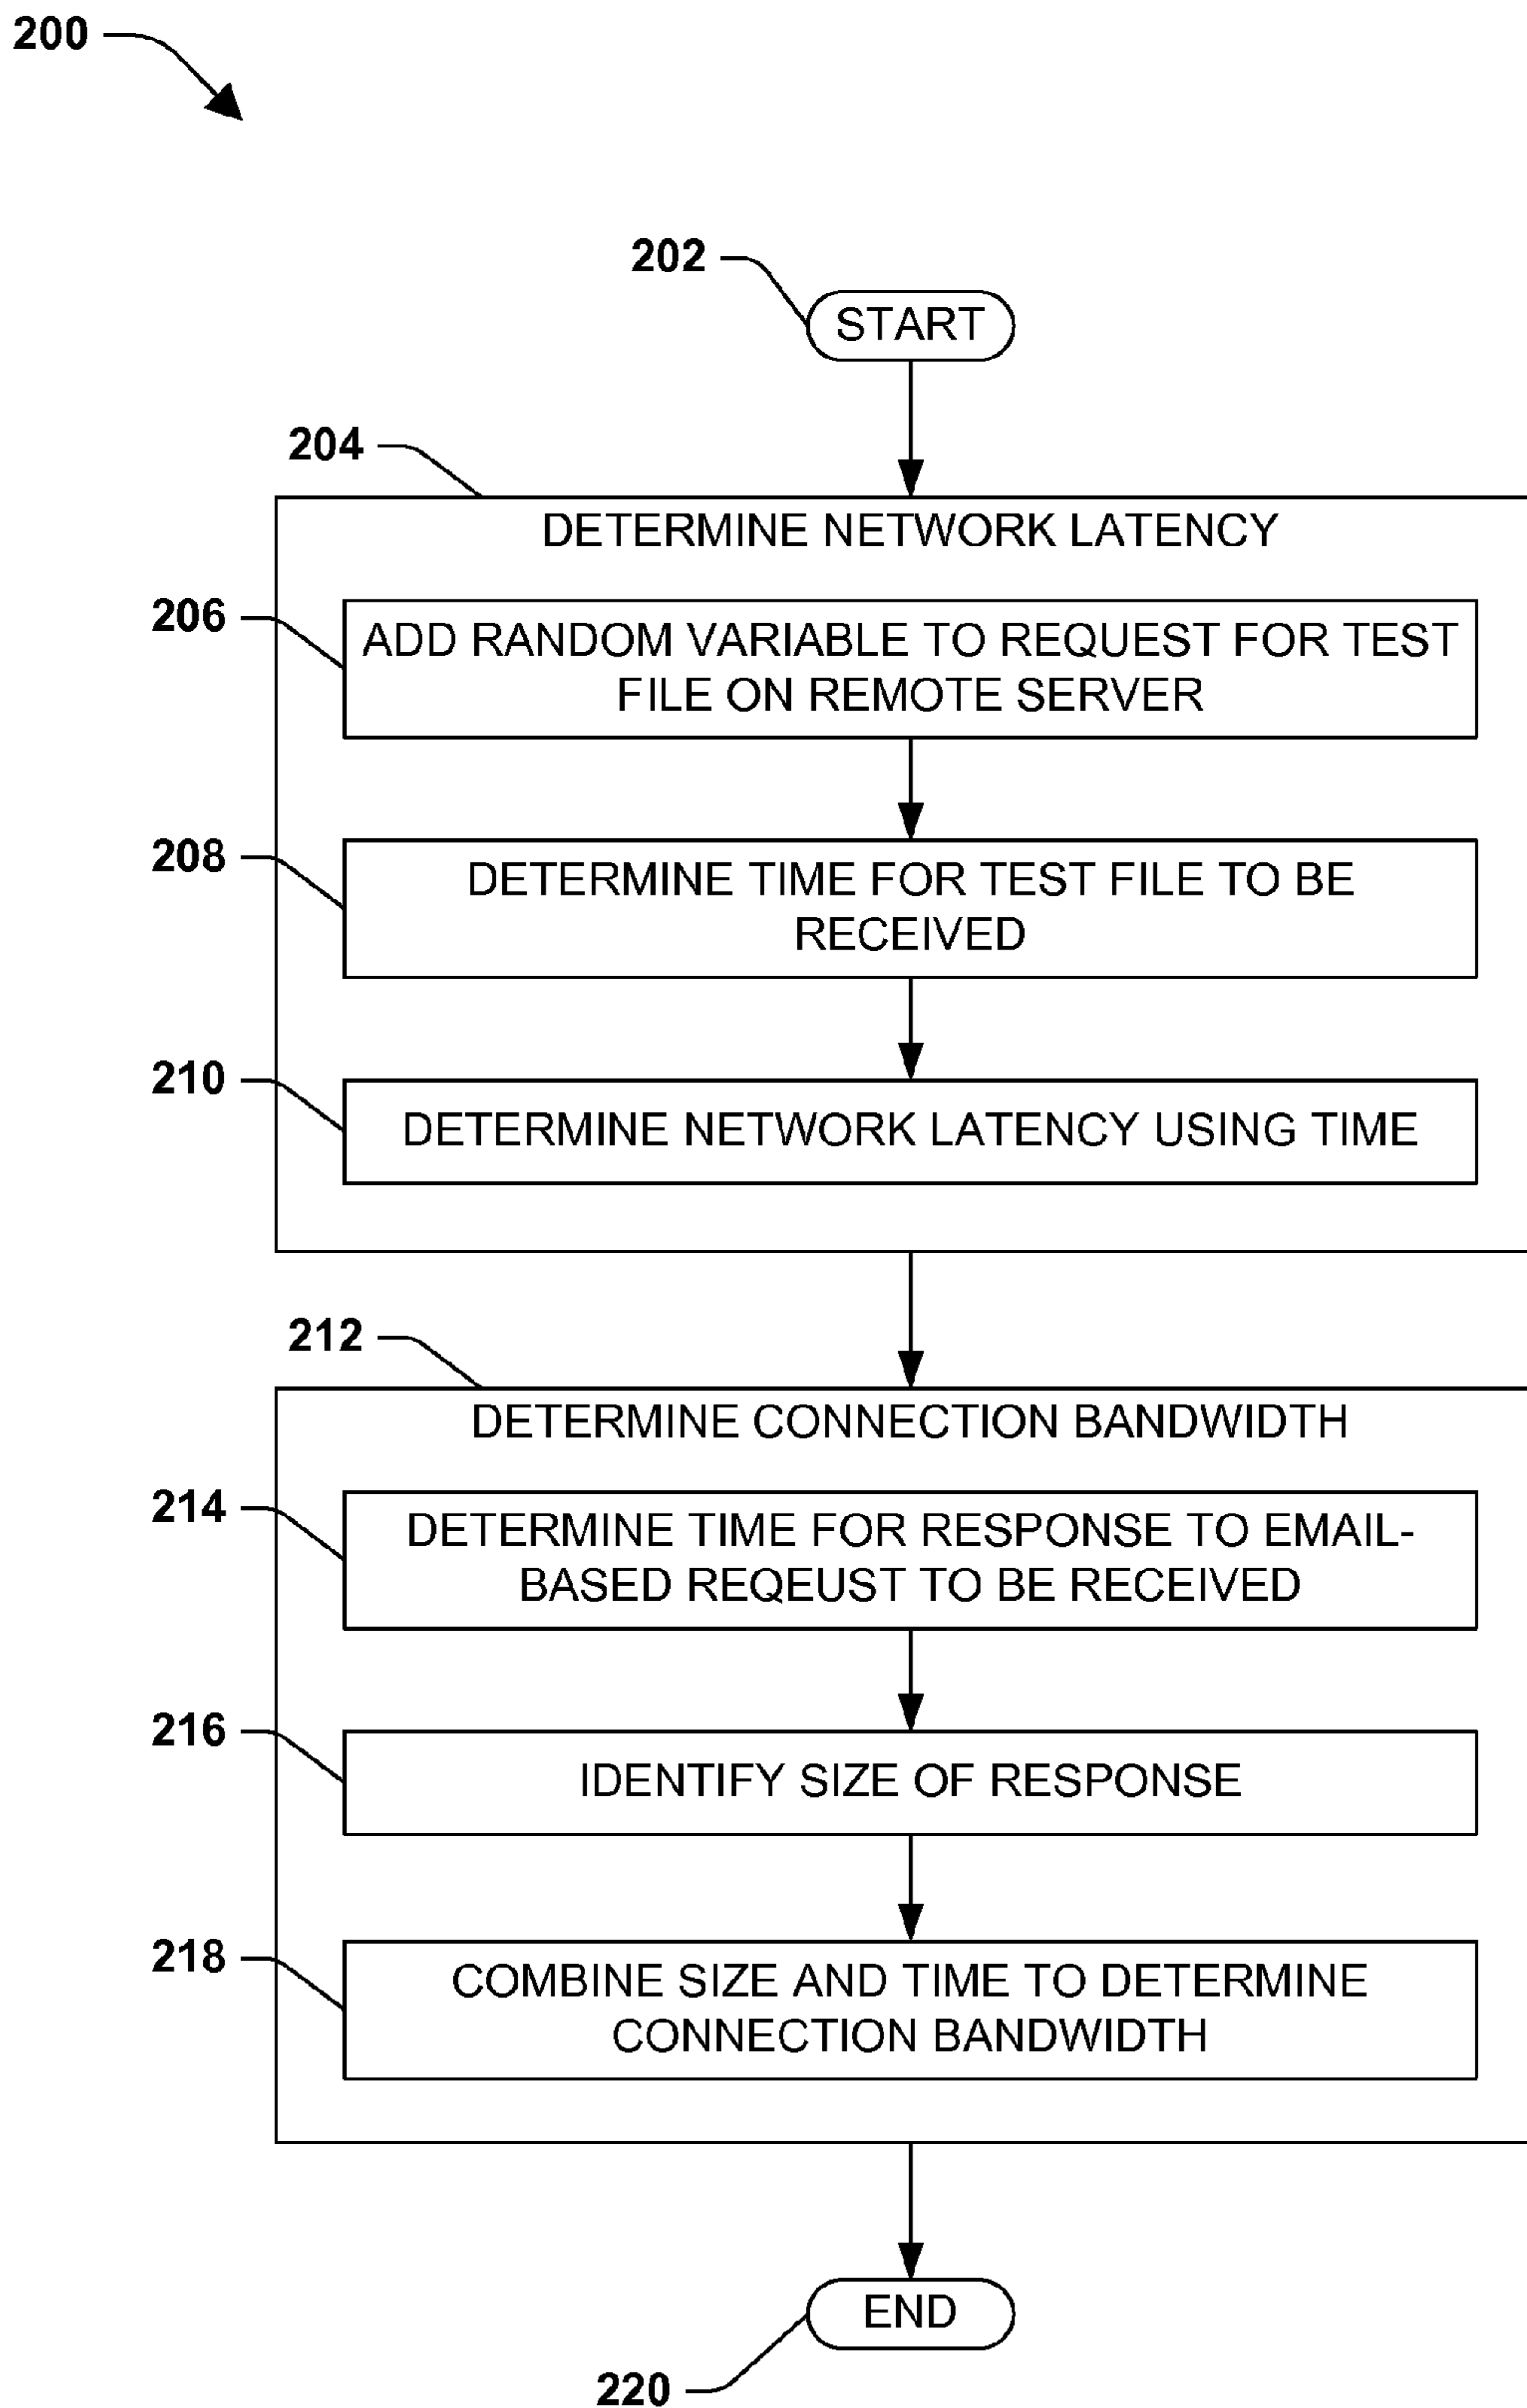 200
202
START
204
DETERMINE NETWORK LATENCY
206
ADD RANDOM VARIABLE TO REQUEST FOR TEST
FILE ON REMOTE SERVER
208
DETERMINE TIME FOR TEST FILE TO BE
RECEIVED
210
DETERMINE NETWORK LATENCY USING TIME
212
DETERMINE CONNECTION BANDWIDTH
214
DETERMINE TIME FOR RESPONSE TO EMAIL-
BASED REQEUST TO BE RECEIVED
216
IDENTIFY SIZE OF RESPONSE
218
COMBINE SIZE AND TIME TO DETERMINE
CONNECTION BANDWIDTH
END
220